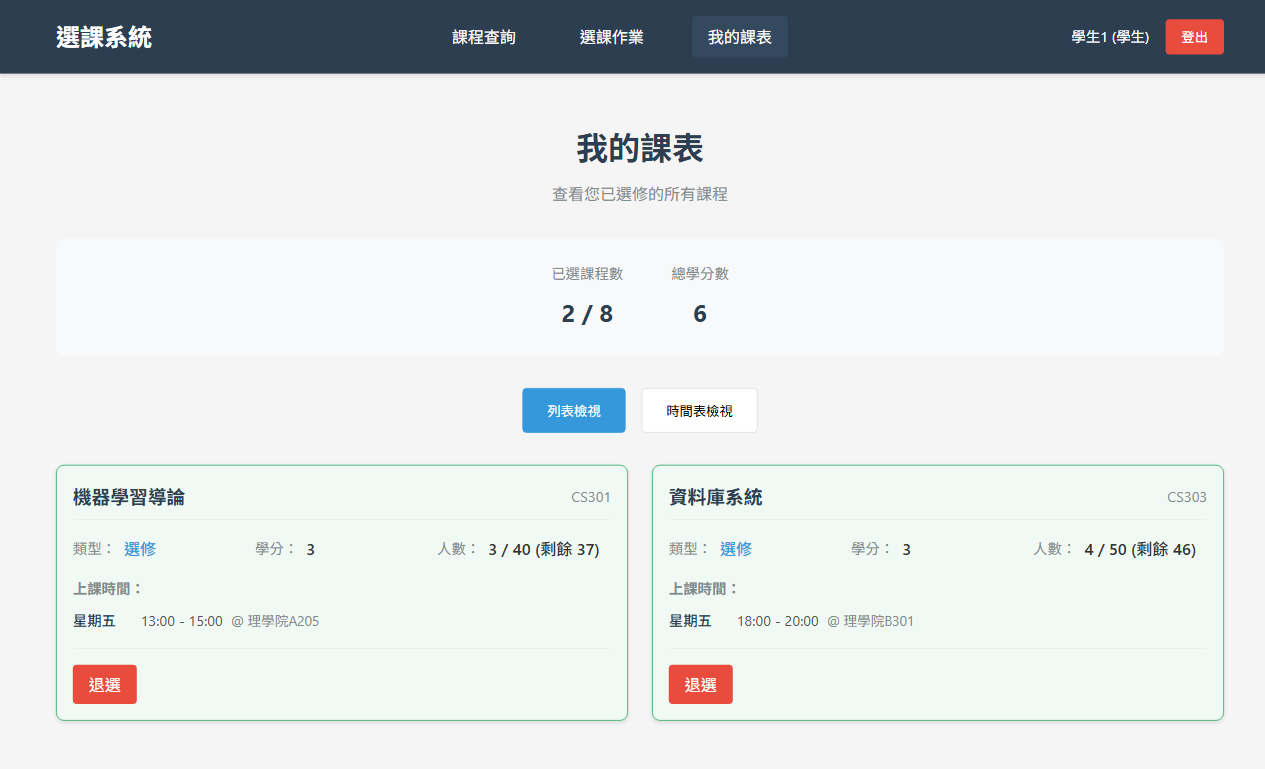 選課系統 課程查詢 選課作業 我的課表 學生1 (學生) 登出
我的課表
查看您已選修的所有課程
已選課程數 總學分數
2 / 8 6
列表檢視 時間表檢視
機器學習導論 CS301
類型： 選修 學分： 3 人數： 3 / 40 (剩餘 37)
上課時間：
星期五 13:00 - 15:00 @ 理學院A205
退選
資料庫系統 CS303
類型： 選修 學分： 3 人數： 4 / 50 (剩餘 46)
上課時間：
星期五 18:00 - 20:00 @ 理學院B301
退選